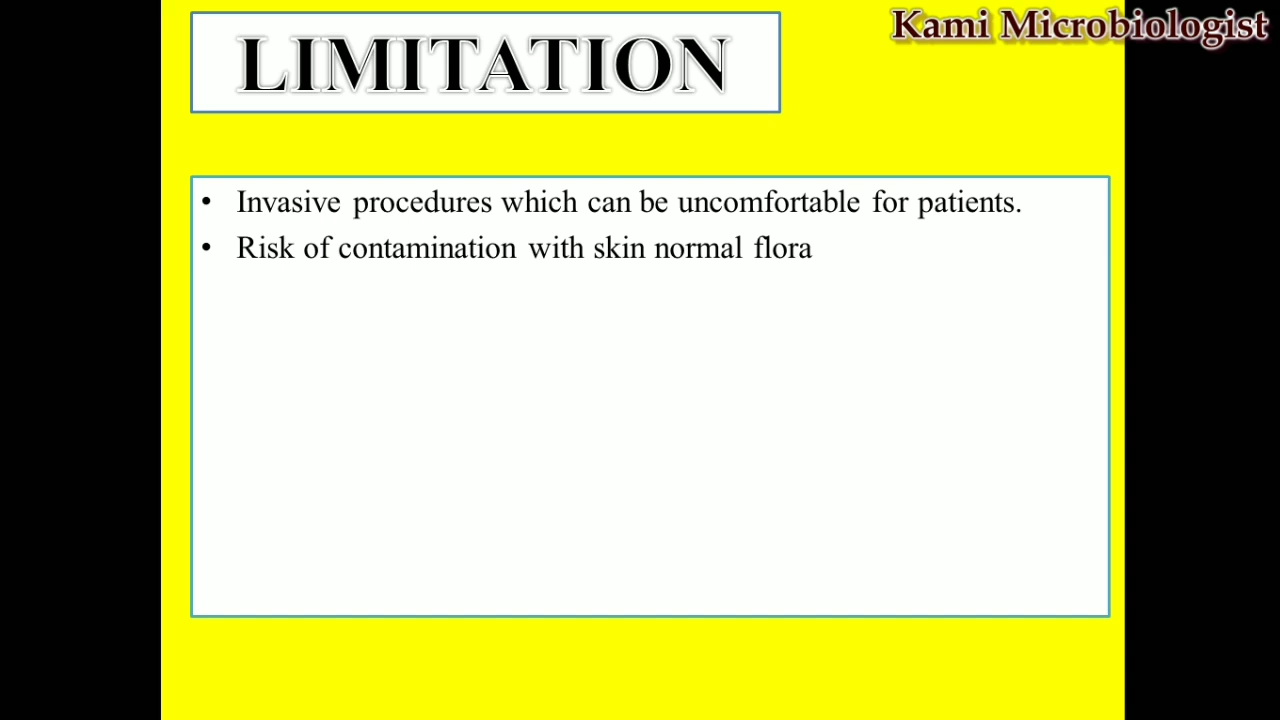 Kami Microbiologist
LIMITATION
• Invasive procedures which can be uncomfortable for patients.
• Risk of contamination with skin normal flora